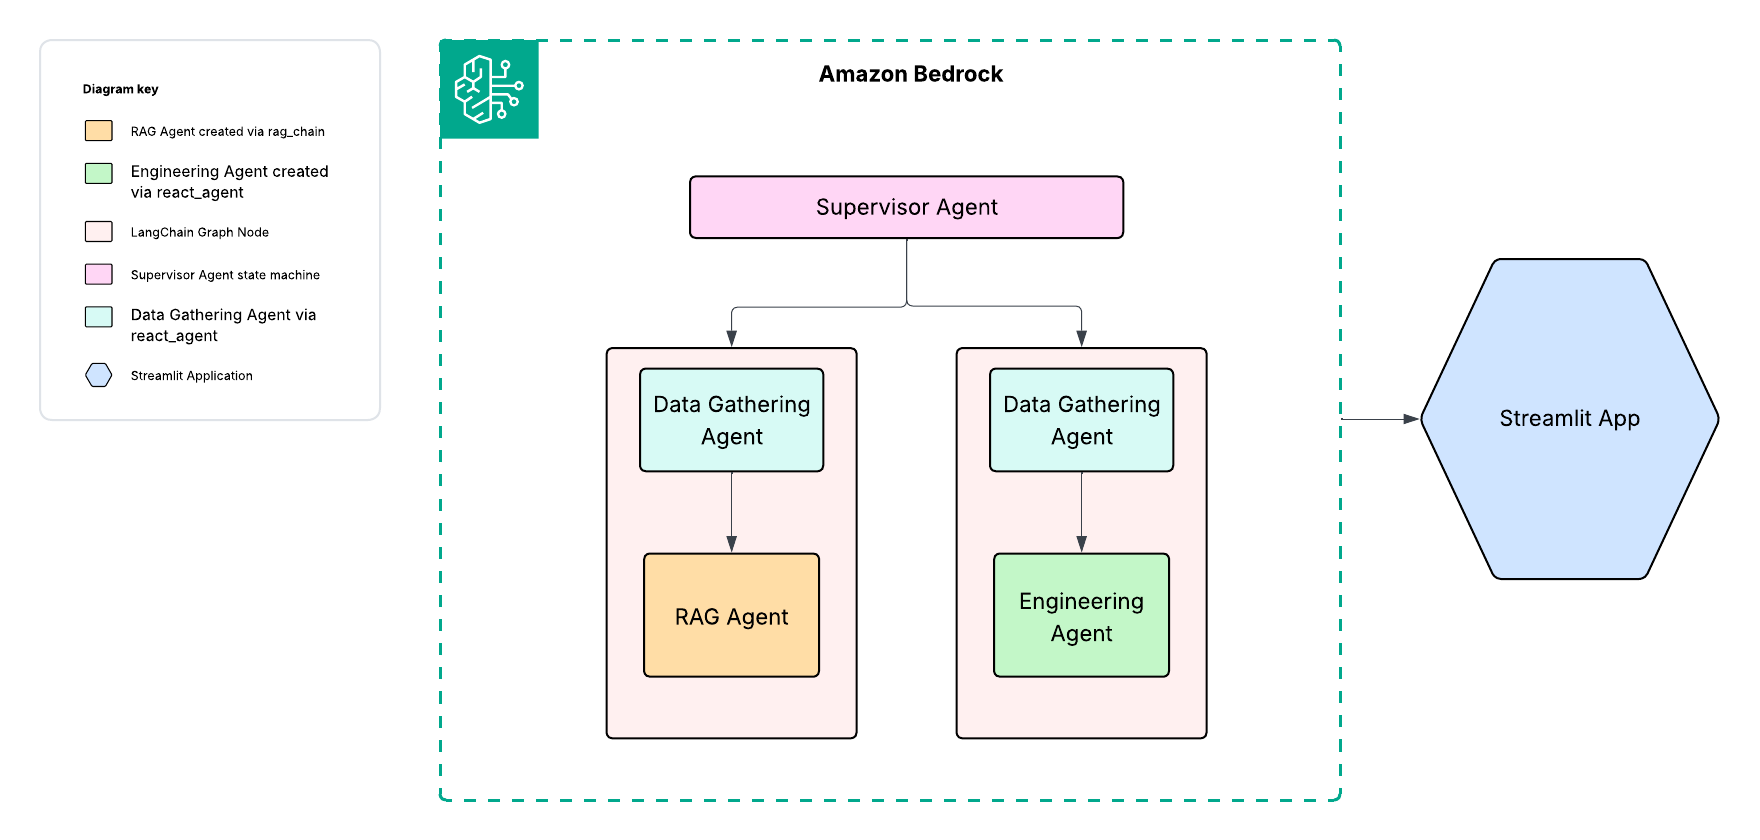 Diagram key
RAG Agent created via rag_chain
Engineering Agent created
via react_agent
LangChain Graph Node
Supervisor Agent state machine
Data Gathering Agent via
react_agent
Streamlit Application
Amazon Bedrock
Supervisor Agent
Data Gathering
Agent
RAG Agent
Data Gathering
Agent
Engineering
Agent
Streamlit App